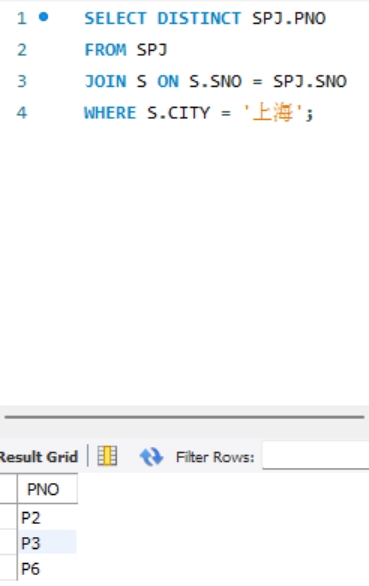 1 SELECT DISTINCT SPJ.PNO
2 FROM SPJ
3 JOIN S ON S.SNO = SPJ.SNO
4 WHERE S.CITY = '上海';
Result Grid Filter Rows:
PNO
P2
P3
P6